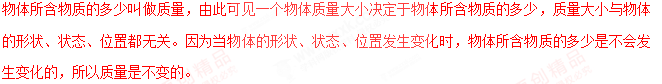 物体所含物质的多少叫做质量，由此可见一个物体质量大小决定于物体所含物质的多少，质量大小与物体
的形状、状态、位置都无关。因为当物体的形状、状态、位置发生变化时，物体所含物质的多少是不会发
生变化的，所以质量是不变的。